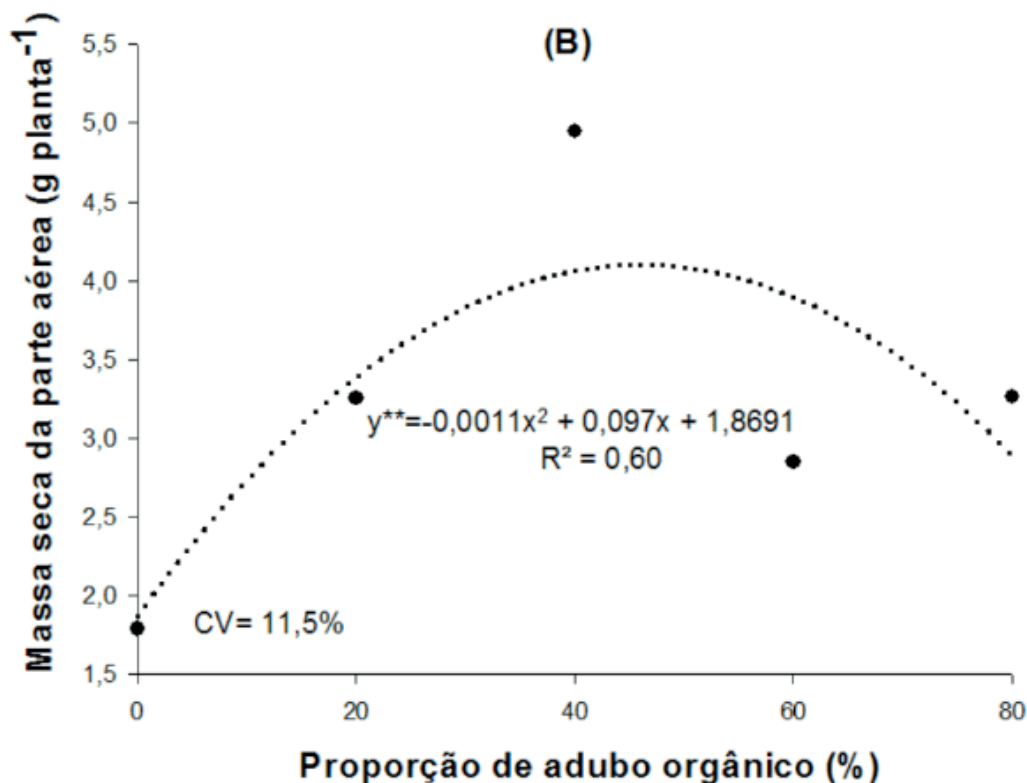 (B)
Massa seca da parte aérea (g planta⁻¹)
5,5
5,0
4,5
4,0
3,5
3,0
2,5
2,0
1,5
y**=-0,0011x² + 0,097x + 1,8691
R² = 0,60
CV= 11,5%
0 20 40 60 80
Proporção de adubo orgânico (%)